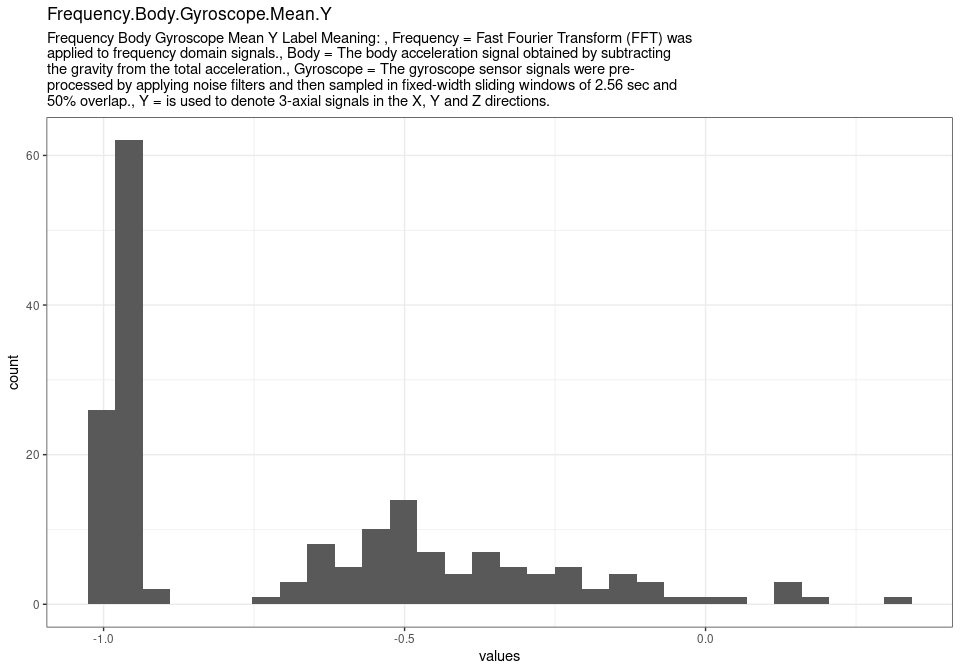 Frequency.Body.Gyroscope.Mean.Y
Frequency Body Gyroscope Mean Y Label Meaning: , Frequency = Fast Fourier Transform (FFT) was
applied to frequency domain signals., Body = The body acceleration signal obtained by subtracting
the gravity from the total acceleration., Gyroscope = The gyroscope sensor signals were pre-
processed by applying noise filters and then sampled in fixed-width sliding windows of 2.56 sec and
50% overlap., Y = is used to denote 3-axial signals in the X, Y and Z directions.
60
40
20
0
count
-1.0
-0.5
0.0
values